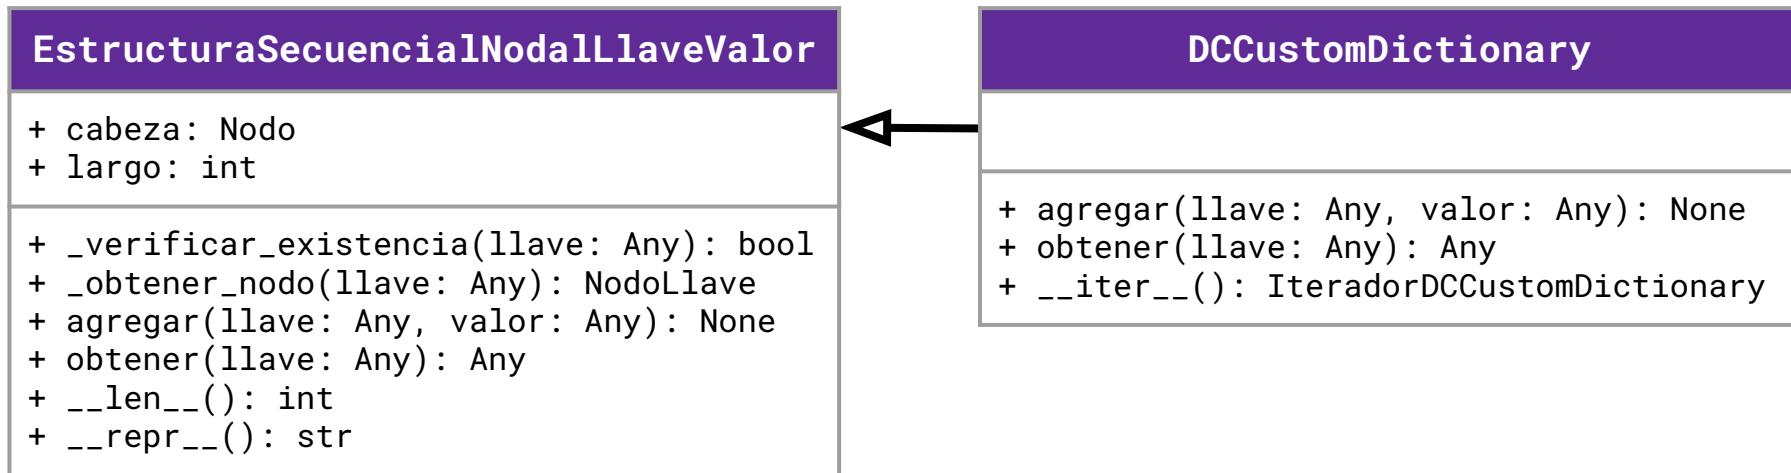 EstructuraSecuencialNodalLlaveValor
+ cabeza: Nodo
+ largo: int
+ _verificar_existencia(llave: Any): bool
+ _obtener_nodo(llave: Any): NodoLlave
+ agregar(llave: Any, valor: Any): None
+ obtener(llave: Any): Any
+ __len__(): int
+ __repr__(): str
DCCustomDictionary
+ agregar(llave: Any, valor: Any): None
+ obtener(llave: Any): Any
+ __iter__(): IteradorDCCustomDictionary